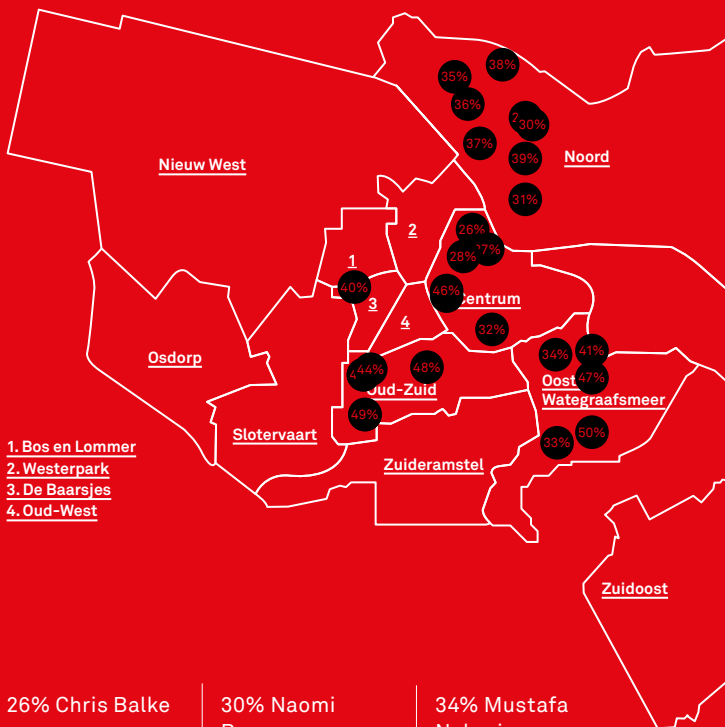 38%
35%
36%
30%
37%
39%
Noord
Nieuw West
31%
2
26%
28%
1
40%
46%
Centrum
3
4
32%
Osdorp
34%
41%
44%
48%
47%
Oost
Oud-Zuid
Wategraafsmeer
49%
Slotervaart
50%
33%
1. Bos en Lommer
2. Westerpark
3. De Baarsjes
4. Oud-West
Zuideramstel
Zuidoost
26% Chris Balke
30% Naomi
34% Mustafa